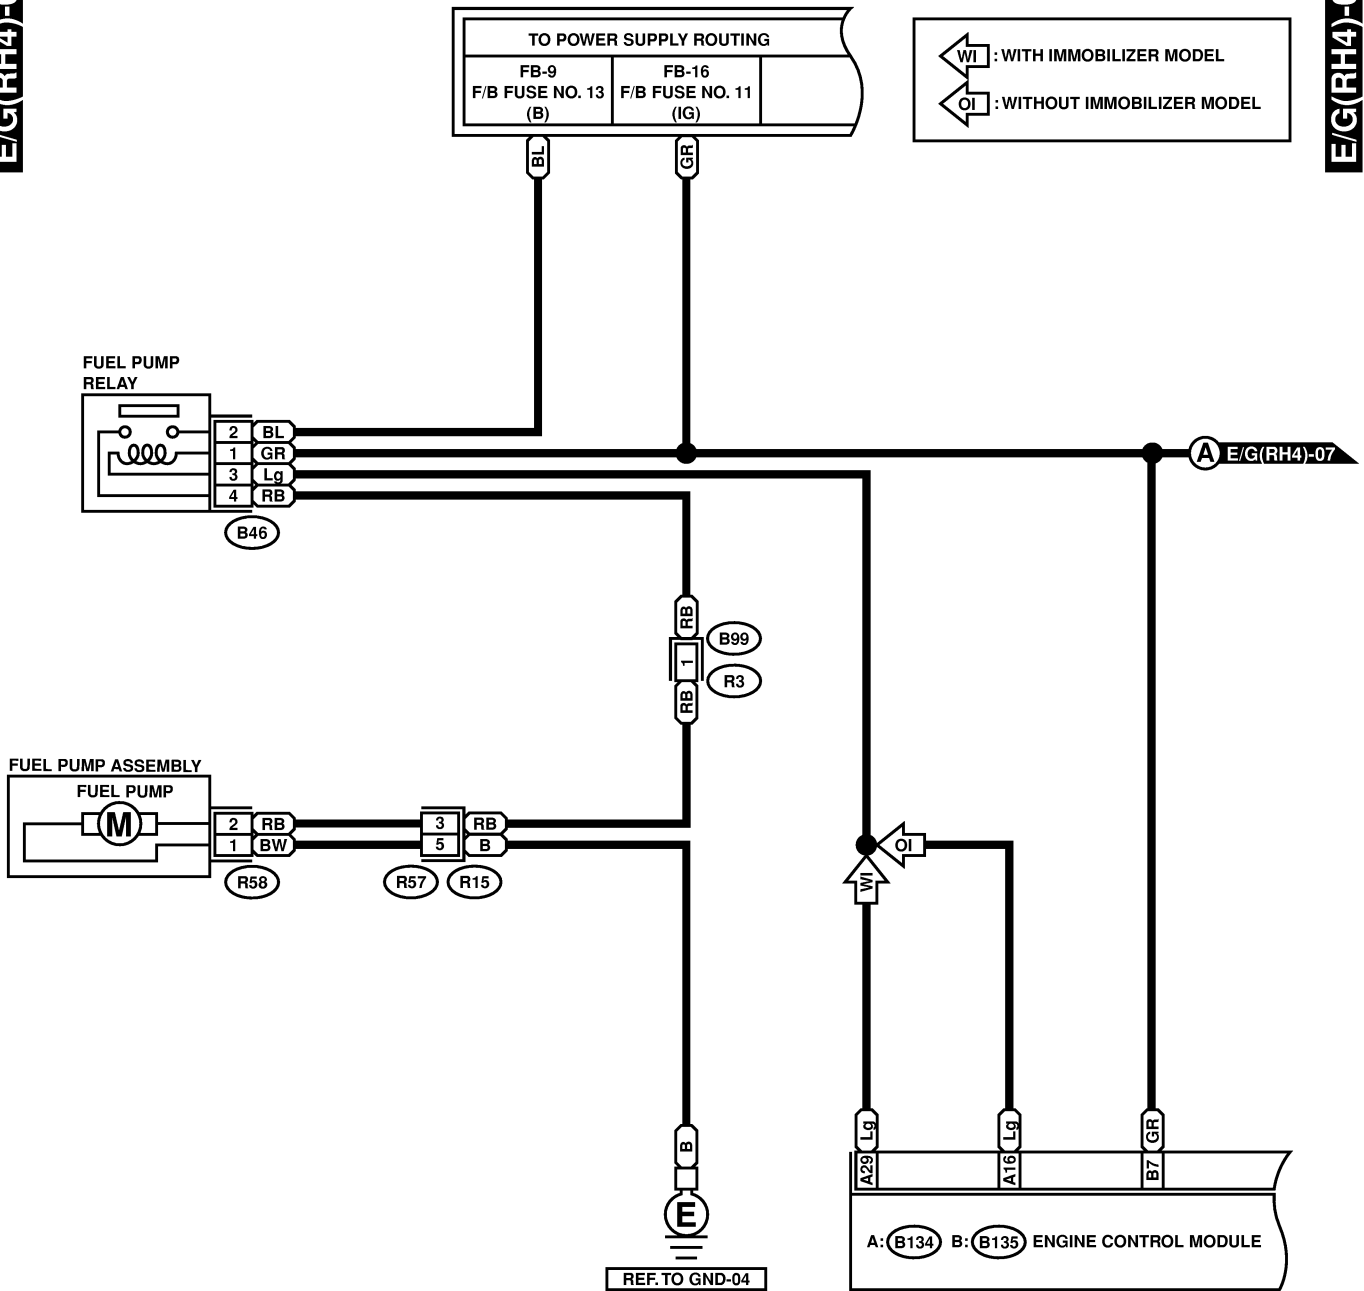 E/G(RH4)-
E/G(RH4)-
TO POWER SUPPLY ROUTING
FB-9
F/B FUSE NO. 13
(B)
FB-16
F/B FUSE NO. 11
(IG)
WI : WITH IMMOBILIZER MODEL
OI : WITHOUT IMMOBILIZER MODEL
BL
GR
FUEL PUMP
RELAY
2 BL
1 GR
3 Lg
4 RB
B46
A E/G(RH4)-07
RB
B99
1
R3
RB
FUEL PUMP ASSEMBLY
FUEL PUMP
M
2 RB
1 BW
R58
3 RB
5 B
R57
R15
OI
WI
B
E
REF. TO GND-04
Lg
Lg
GR
A29
A16
B7
A: B134 B: B135 ENGINE CONTROL MODULE